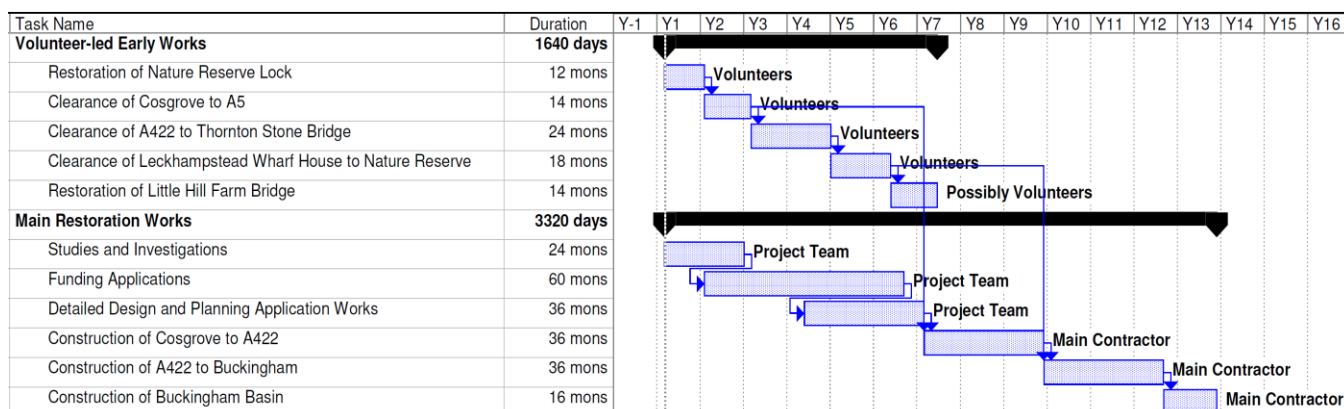 Task Name Duration Y-1 Y1 Y2 Y3 Y4 Y5 Y6 Y7 Y8 Y9 Y10 Y11 Y12 Y13 Y14 Y15 Y16
Volunteer-led Early Works 1640 days
Restoration of Nature Reserve Lock 12 mons Volunteers
Clearance of Cosgrove to A5 14 mons Volunteers
Clearance of A422 to Thornton Stone Bridge 24 mons Volunteers
Clearance of Leckhampstead Wharf House to Nature Reserve 18 mons Volunteers
Restoration of Little Hill Farm Bridge 14 mons Possibly Volunteers
Main Restoration Works 3320 days
Studies and Investigations 24 mons Project Team
Funding Applications 60 mons Project Team
Detailed Design and Planning Application Works 36 mons Project Team
Construction of Cosgrove to A422 36 mons Main Contractor
Construction of A422 to Buckingham 36 mons Main Contractor
Construction of Buckingham Basin 16 mons Main Contractor